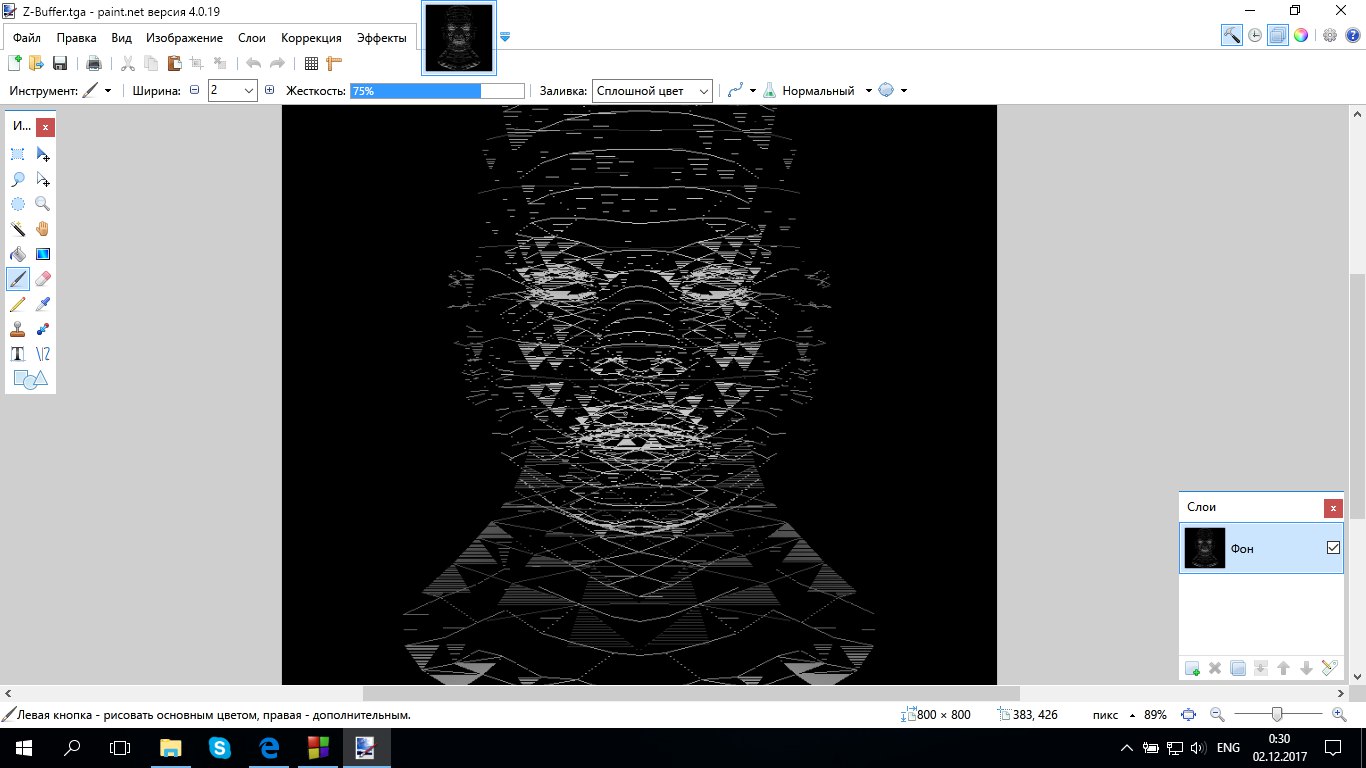 Z-Buffer.tga - paint.net версия 4.0.19
Файл Правка Вид Изображение Слои Коррекция Эффекты
Инструмент: Ширина: 2 Жесткость: 75% Заливка: Сплошной цвет Нормальный
И...
Слои
Фон
Левая кнопка - рисовать основным цветом, правая - дополнительным. 800 × 800 383, 426 пикс 89%
ENG 0:30
02.12.2017